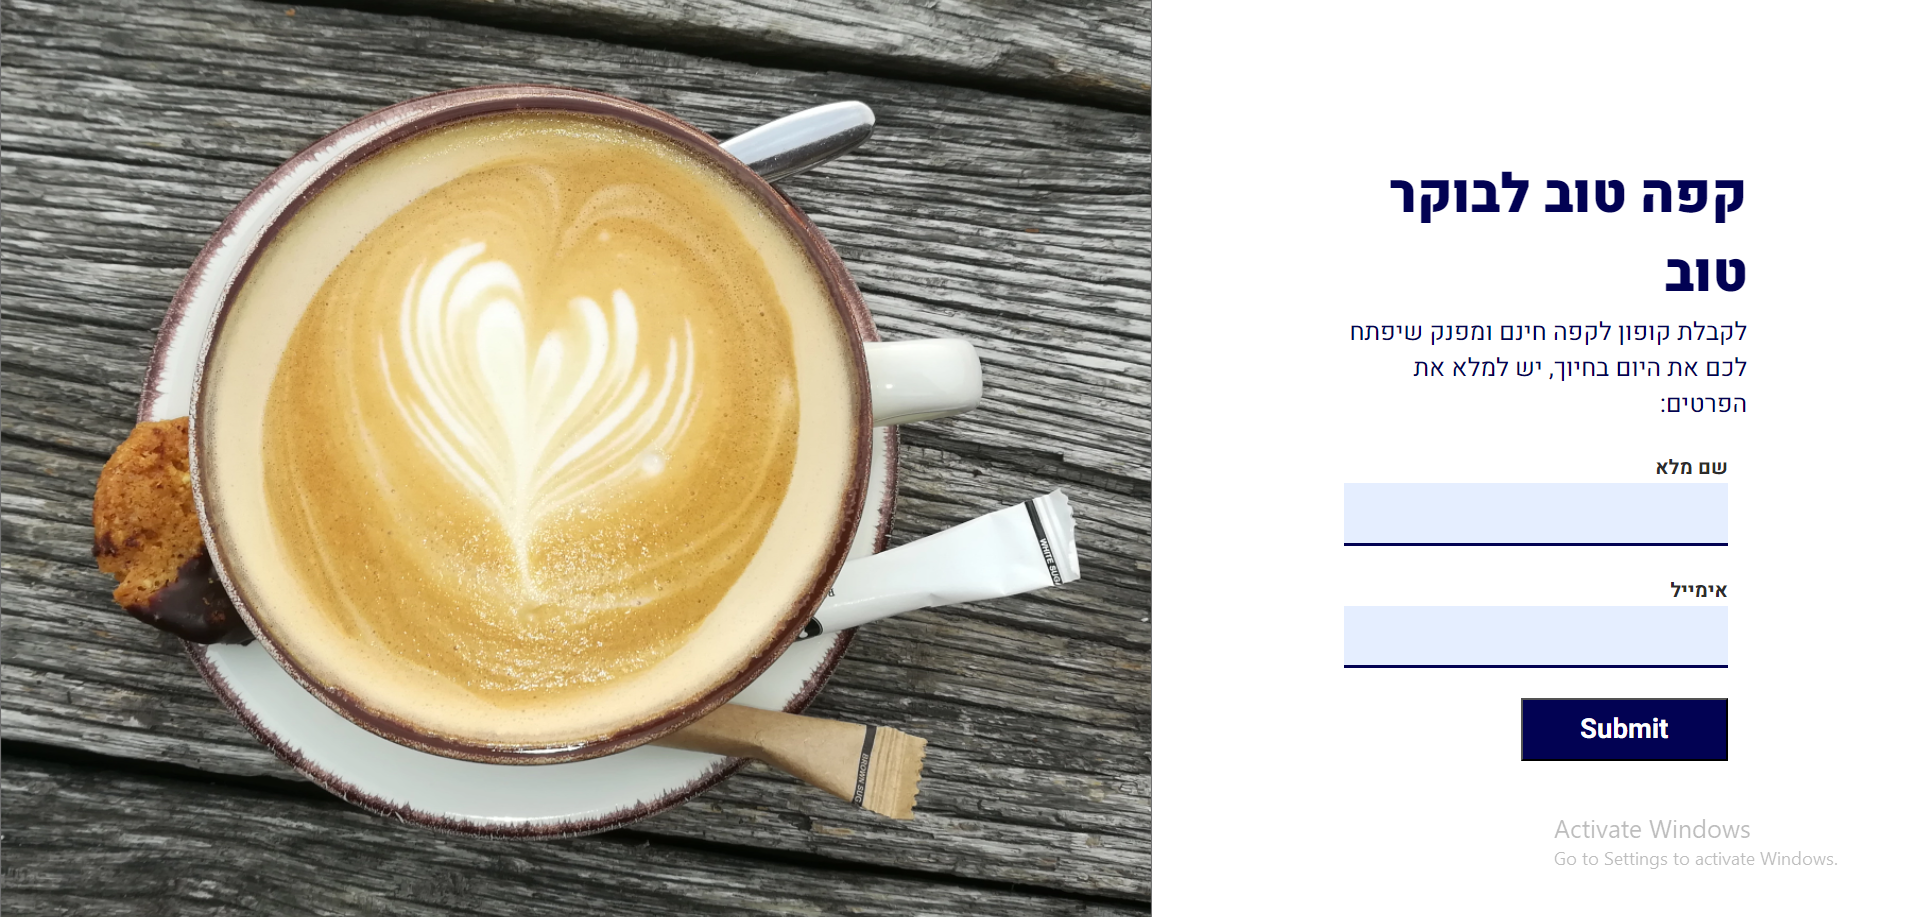 קפה טוב לבוקר
טוב
לקבלת קופון לקפה חינם ומפנק שיפתח
לכם את היום בחיוך, יש למלא את
הפרטים:
שם מלא
אימייל
Submit
Activate Windows
Go to Settings to activate Windows.
WHITE SUGA
BROWN SUG